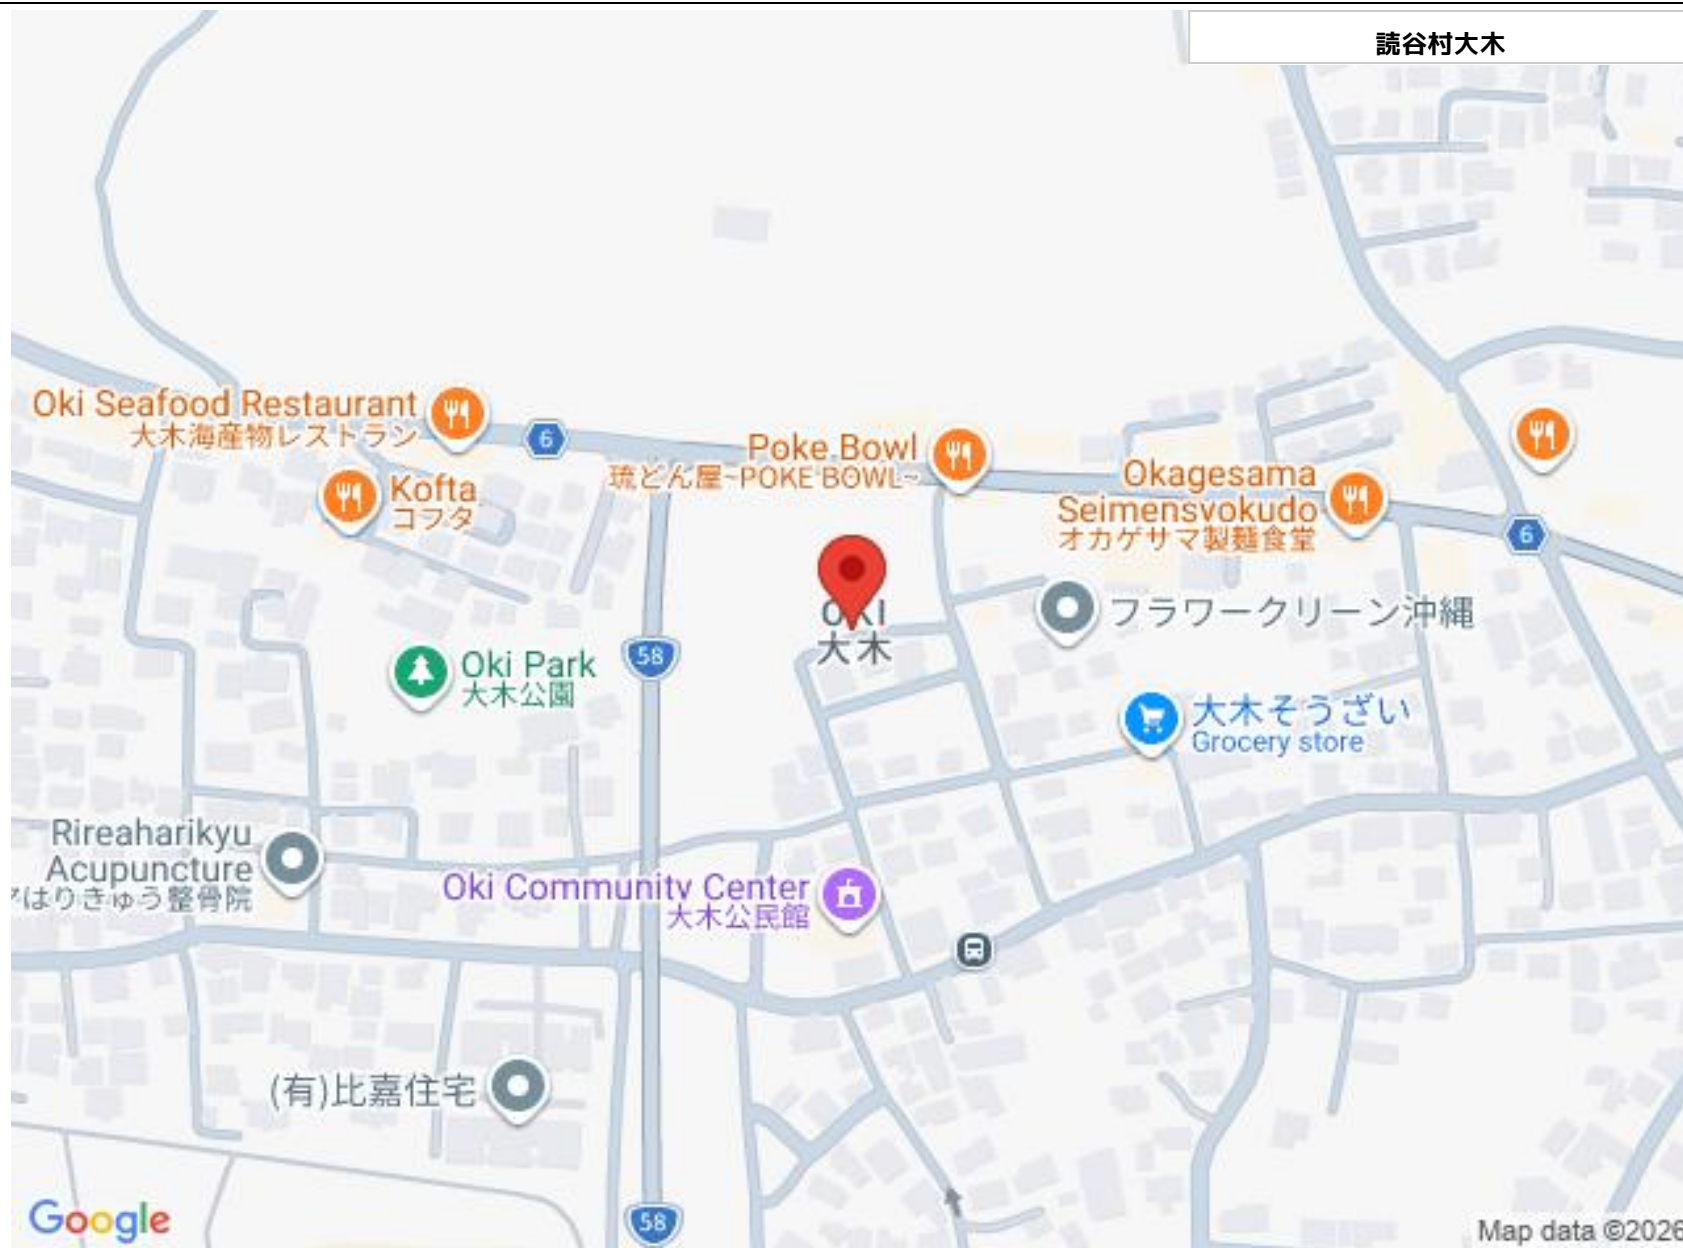 読谷村大木
Oki Seafood Restaurant
大木海産物レストラン
6
Poke Bowl
琉どん屋~POKE BOWL~
Kofta
コフタ
Okagesama
Seimensyokudo
オカゲサマ製麺食堂
6
OKI
大木
フラワークリーン沖縄
58
Oki Park
大木公園
大木そうざい
Grocery store
Rireaharikyu
Acupuncture
はりきゅう整骨院
Oki Community Center
大木公民館
(有)比嘉住宅
58
Google
Map data ©2026